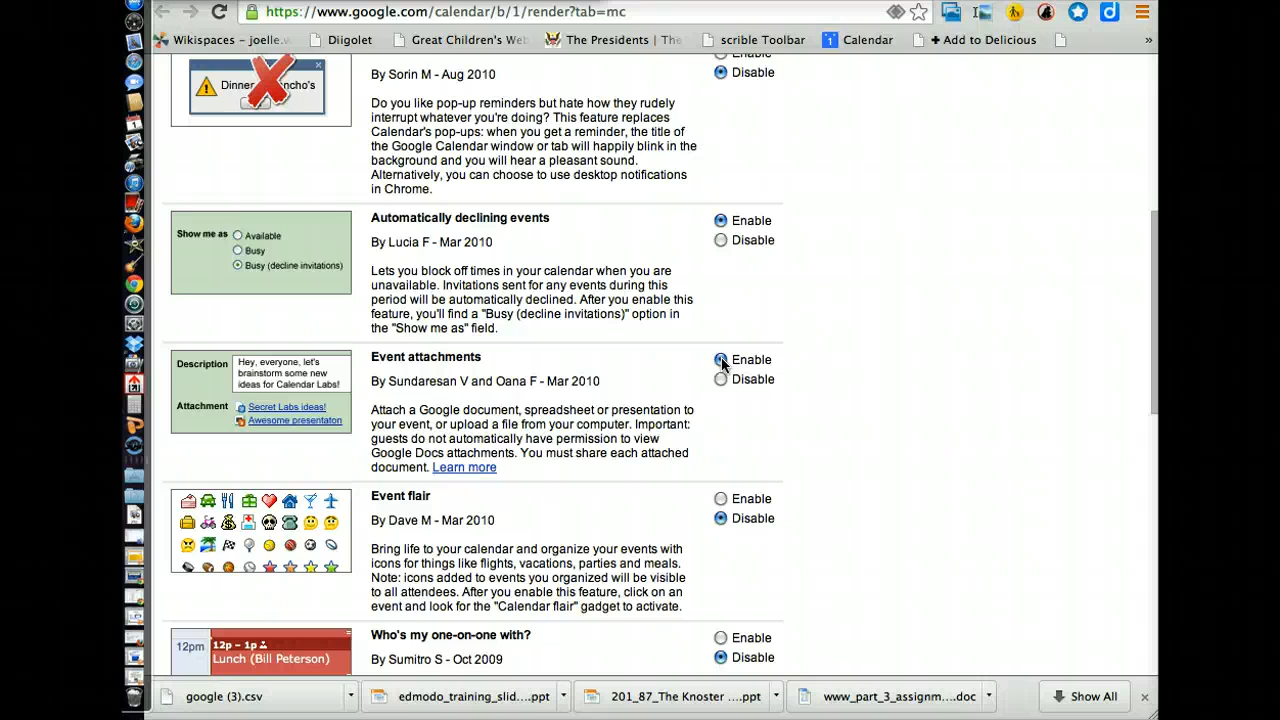 https://www.google.com/calendar/b/1/render?tab=mc
Wikispaces – joelle.w
Diigolet
Great Children's Web
The Presidents | The
scrible Toolbar
1 Calendar
+ Add to Delicious
»
Dinner
ncho's
By Sorin M - Aug 2010
Disable
Do you like pop-up reminders but hate how they rudely
interrupt whatever you're doing? This feature replaces
Calendar's pop-ups: when you get a reminder, the title of
the Google Calendar window or tab will happily blink in the
background and you will hear a pleasant sound.
Alternatively, you can choose to use desktop notifications
in Chrome.
Show me as
Available
Busy
Busy (decline invitations)
Automatically declining events
By Lucia F - Mar 2010
Enable
Disable
Lets you block off times in your calendar when you are
unavailable. Invitations sent for any events during this
period will be automatically declined. After you enable this
feature, you'll find a "Busy (decline invitations)" option in
the "Show me as" field.
Description
Hey, everyone, let's
brainstorm some new
ideas for Calendar Labs!
Attachment
Secret Labs ideas!
Awesome presentaton
Event attachments
By Sundaresan V and Oana F - Mar 2010
Enable
Disable
Attach a Google document, spreadsheet or presentation to
your event, or upload a file from your computer. Important:
guests do not automatically have permission to view
Google Docs attachments. You must share each attached
document. Learn more
Event flair
By Dave M - Mar 2010
Enable
Disable
Bring life to your calendar and organize your events with
icons for things like flights, vacations, parties and meals.
Note: icons added to events you organized will be visible
to all attendees. After you enable this feature, click on an
event and look for the "Calendar flair" gadget to activate.
12pm
12p – 1p
Lunch (Bill Peterson)
Who's my one-on-one with?
By Sumitro S - Oct 2009
Enable
Disable
google (3).csv
edmodo_training_slid....ppt
201_87_The Knoster ....ppt
www_part_3_assignm...doc
Show All